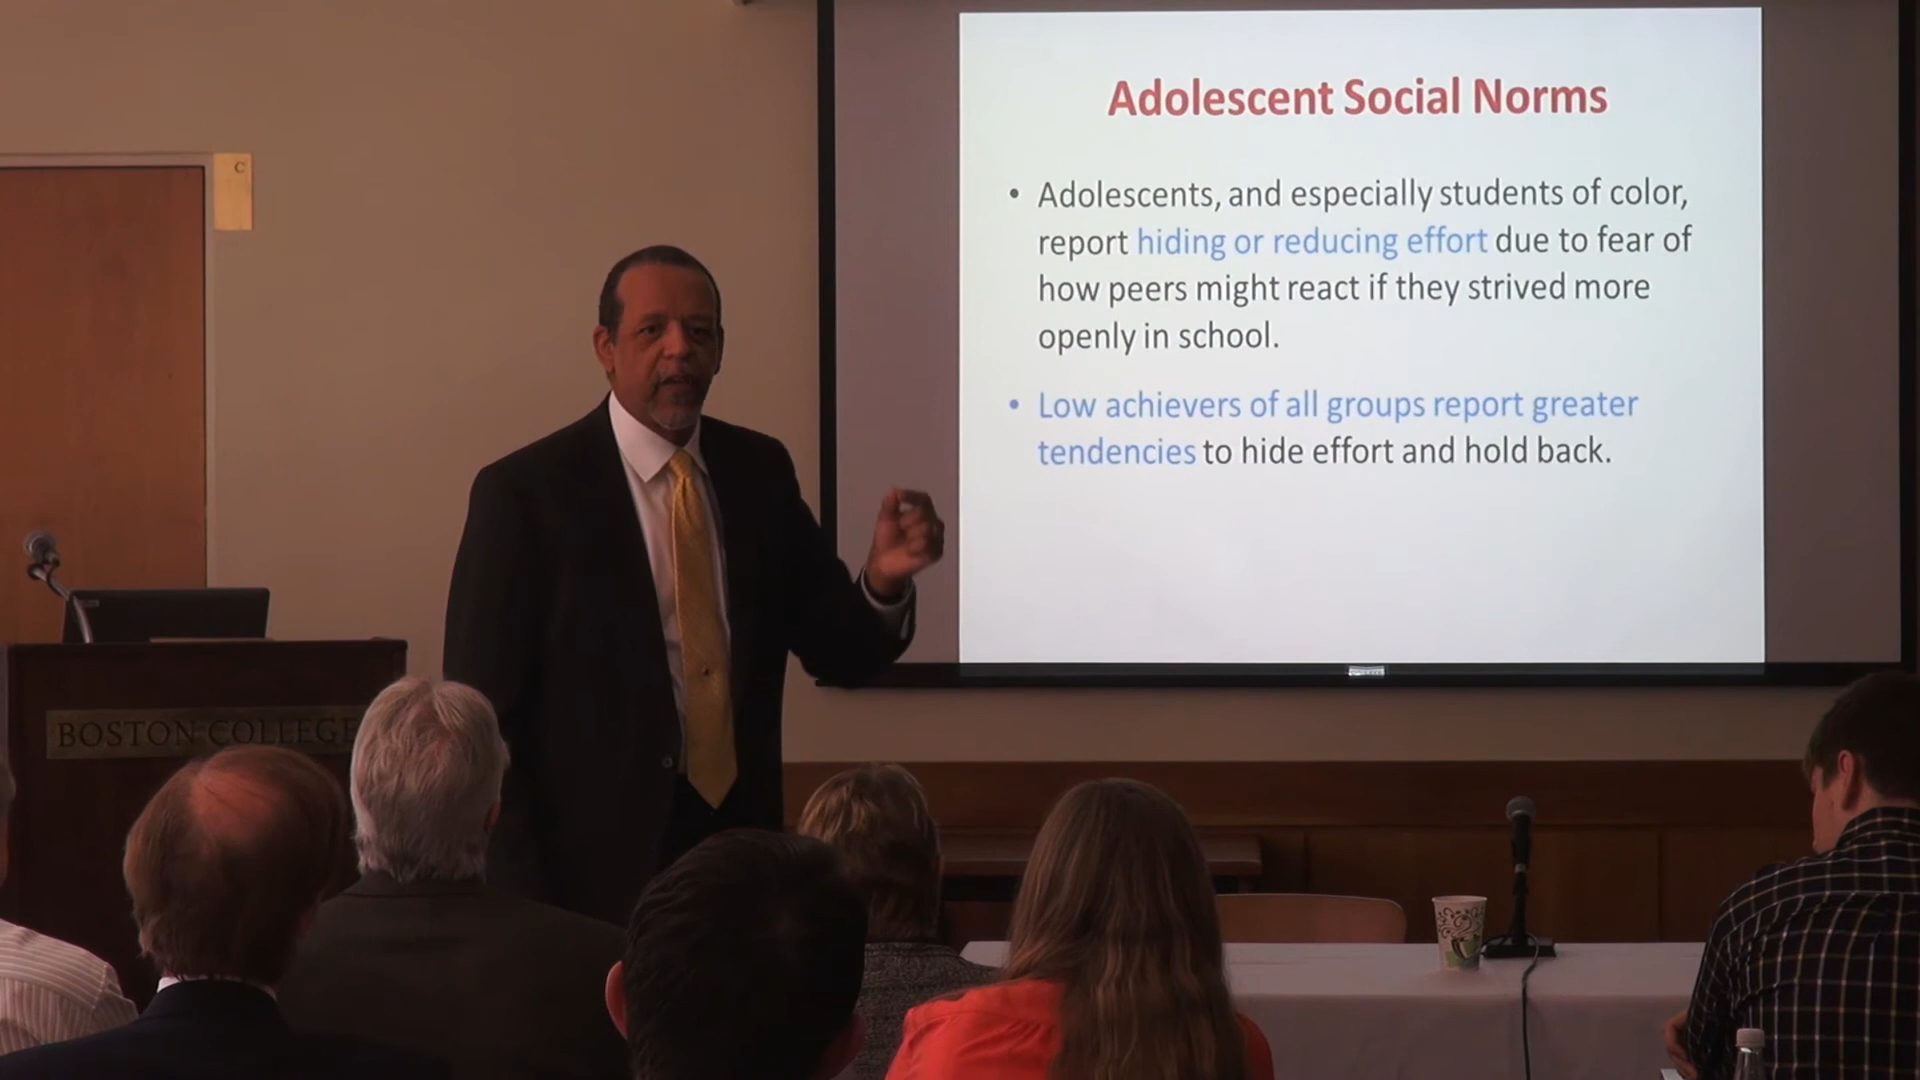 Adolescent Social Norms
• Adolescents, and especially students of color,
report hiding or reducing effort due to fear of
how peers might react if they strived more
openly in school.
• Low achievers of all groups report greater
tendencies to hide effort and hold back.
C
BOSTON COLLEGE